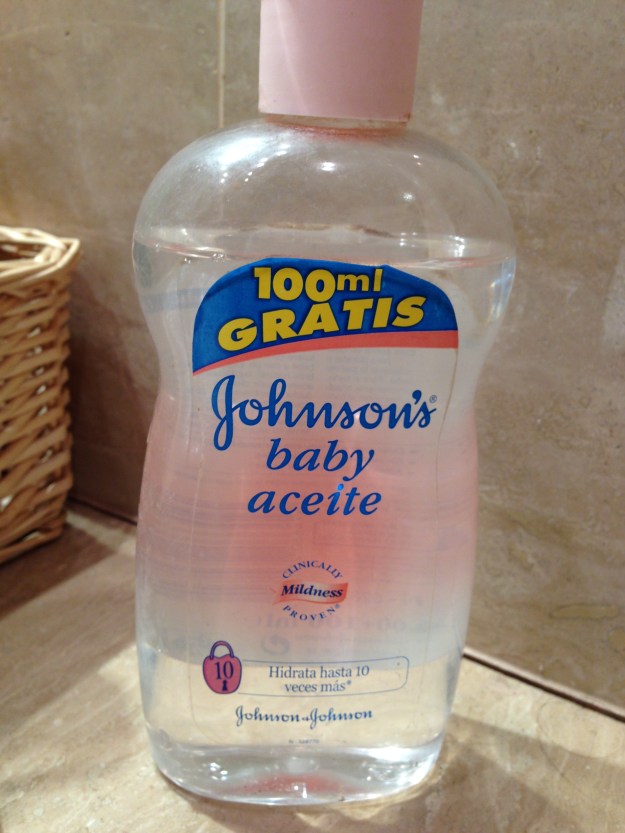 100ml
GRATIS
Johnson's®
baby
aceite
CLINICALLY
Mildness
PROVEN
10
Hidrata hasta 10
veces más*
Johnson & Johnson